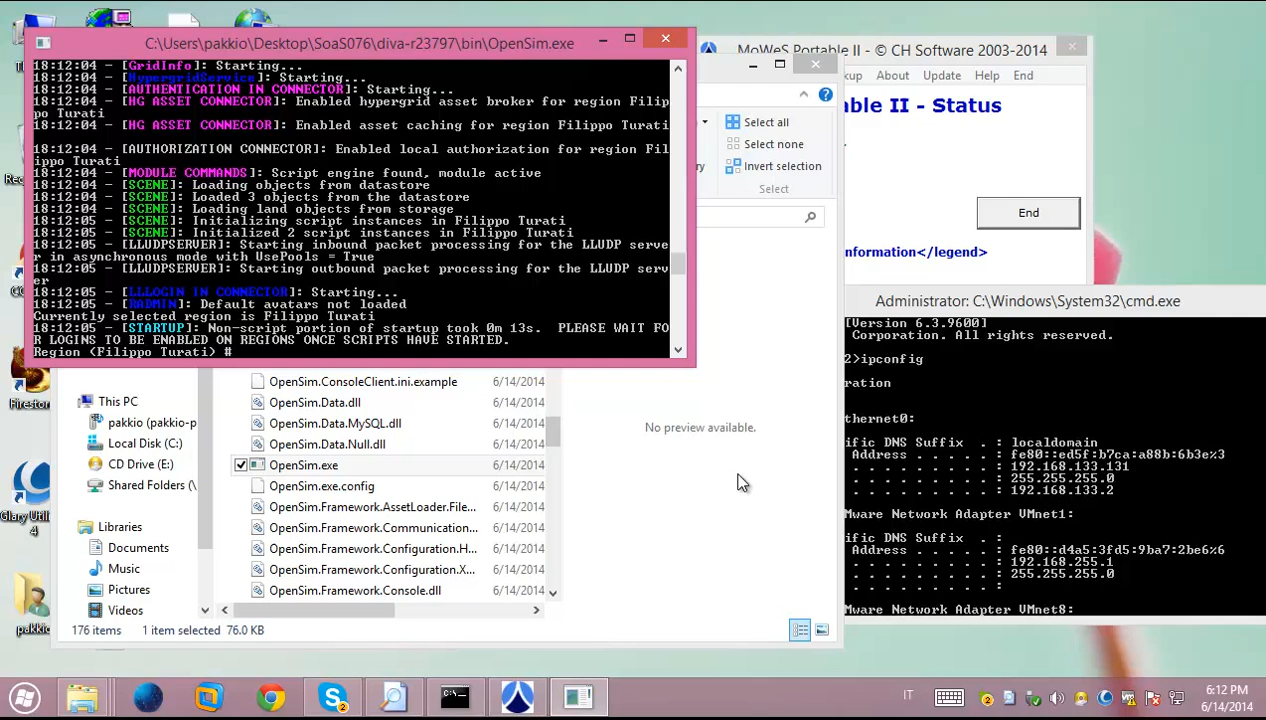 C:\Users\pakkio\Desktop\SoaS076\diva-r23797\bin\OpenSim.exe
18:12:04 - [GridInfo]: Starting...
18:12:04 - [HypergridService]: Starting...
18:12:04 - [AUTHENTICATION IN CONNECTOR]: Starting...
18:12:04 - [HG ASSET CONNECTOR]: Enabled hypergrid asset broker for region Filip
po Turati
18:12:04 - [HG ASSET CONNECTOR]: Enabled asset caching for region Filippo Turati
18:12:04 - [AUTHORIZATION CONNECTOR]: Enabled local authorization for region Fil
ippo Turati
18:12:04 - [MODULE COMMANDS]: Script engine found, module active
18:12:04 - [SCENE]: Loading objects from datastore
18:12:04 - [SCENE]: Loaded 3 objects from the datastore
18:12:04 - [SCENE]: Loading land objects from storage
18:12:05 - [SCENE]: Initializing script instances in Filippo Turati
18:12:05 - [SCENE]: Initialized 2 script instances in Filippo Turati
18:12:05 - [LLUDPSERVER]: Starting inbound packet processing for the LLUDP serve
r in asynchronous mode with UsePools = True
18:12:05 - [LLUDPSERVER]: Starting outbound packet processing for the LLUDP serv
er
18:12:05 - [LLLOGIN IN CONNECTOR]: Starting...
18:12:05 - [RADMIN]: Default avatars not loaded
Currently selected region is Filippo Turati
18:12:05 - [STARTUP]: Non-script portion of startup took 0m 13s.  PLEASE WAIT FO
R LOGINS TO BE ENABLED ON REGIONS ONCE SCRIPTS HAVE STARTED.
Region (Filippo Turati) #
MoWeS Portable II - © CH Software 2003-2014
kup About Update Help End
ble II - Status
End
nformation</legend>
Select all
Select none
Invert selection
Select
Administrator: C:\Windows\System32\cmd.exe
[Version 6.3.9600]
Corporation. All rights reserved.
2>ipconfig
ration
thernet0:
ific DNS Suffix  . : localdomain
Address . . . . . : fe80::ed5f:b7ca:a88b:6b3e%3
. . . . . . . . . : 192.168.133.131
. . . . . . . . . : 255.255.255.0
. . . . . . . . . : 192.168.133.2
Mware Network Adapter VMnet1:
ific DNS Suffix  . :
Address . . . . . : fe80::d4a5:3fd5:9ba7:2be6%6
. . . . . . . . . : 192.168.255.1
. . . . . . . . . : 255.255.255.0
Mware Network Adapter VMnet8:
This PC
pakkio (pakkio-p
Local Disk (C:)
CD Drive (E:)
Shared Folders (\
Libraries
Documents
Music
Pictures
Videos
OpenSim.ConsoleClient.ini.example 6/14/2014
OpenSim.Data.dll 6/14/2014
OpenSim.Data.MySQL.dll 6/14/2014
OpenSim.Data.Null.dll 6/14/2014
OpenSim.exe 6/14/2014
OpenSim.exe.config 6/14/2014
OpenSim.Framework.AssetLoader.File... 6/14/2014
OpenSim.Framework.Communication... 6/14/2014
OpenSim.Framework.Configuration.H... 6/14/2014
OpenSim.Framework.Configuration.X... 6/14/2014
OpenSim.Framework.Console.dll 6/14/2014
No preview available.
176 items 1 item selected 76.0 KB
Firestor
Glary Utili
4
pakkio
IT
6:12 PM
6/14/2014